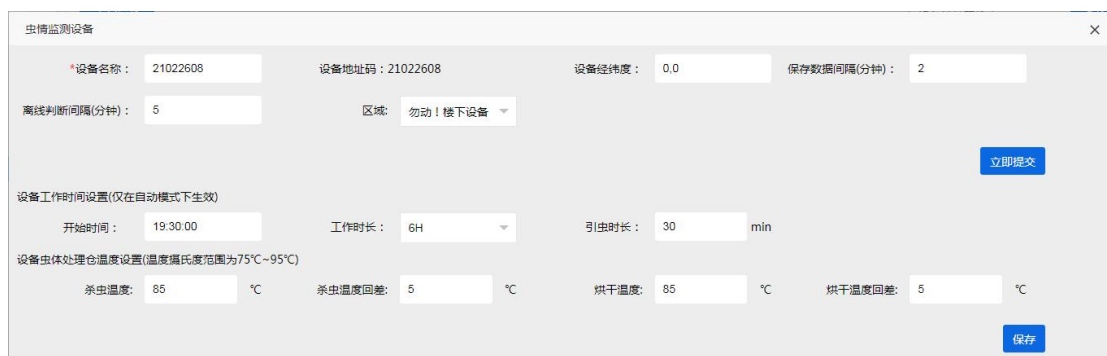 虫情监测设备 ×
*设备名称： 21022608 设备地址码：21022608 设备经纬度： 0,0 保存数据间隔(分钟)： 2
离线判断间隔(分钟)： 5 区域: 勿动！楼下设备
立即提交
设备工作时间设置(仅在自动模式下生效)
开始时间： 19:30:00 工作时长： 6H 引虫时长： 30 min
设备虫体处理仓温度设置(温度摄氏度范围为75℃~95℃)
杀虫温度: 85 ℃ 杀虫温度回差: 5 ℃ 烘干温度: 85 ℃ 烘干温度回差: 5 ℃
保存